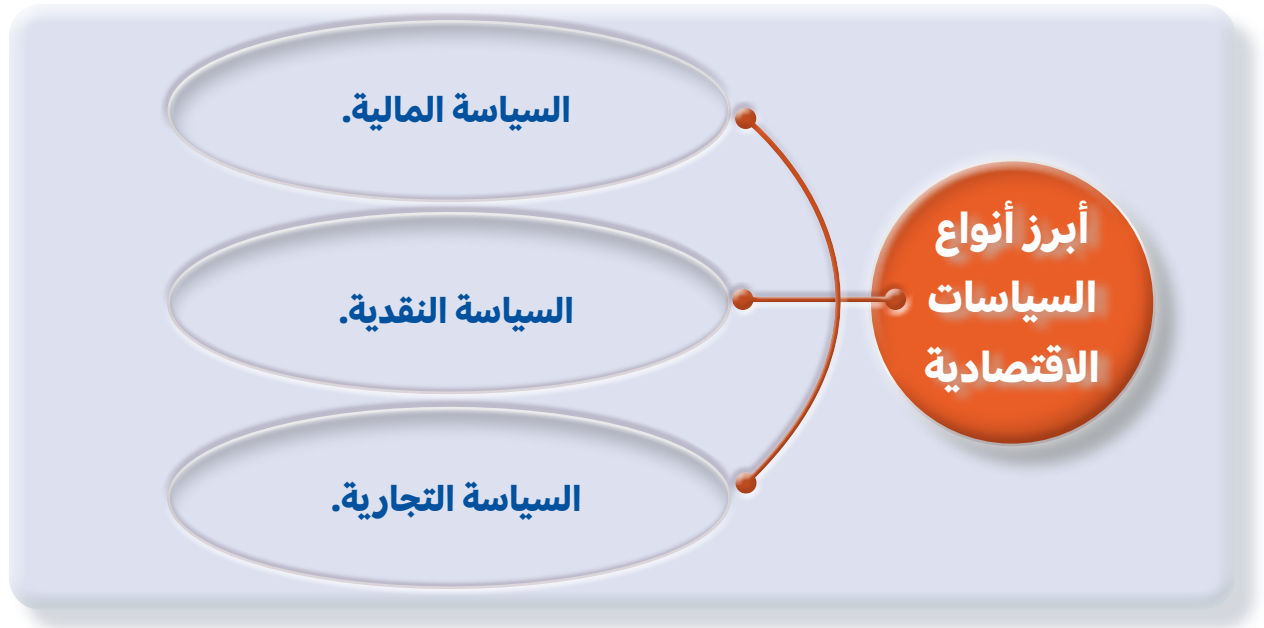 أبرز أنواع
السياسات
الاقتصادية
السياسة المالية.
السياسة النقدية.
السياسة التجارية.